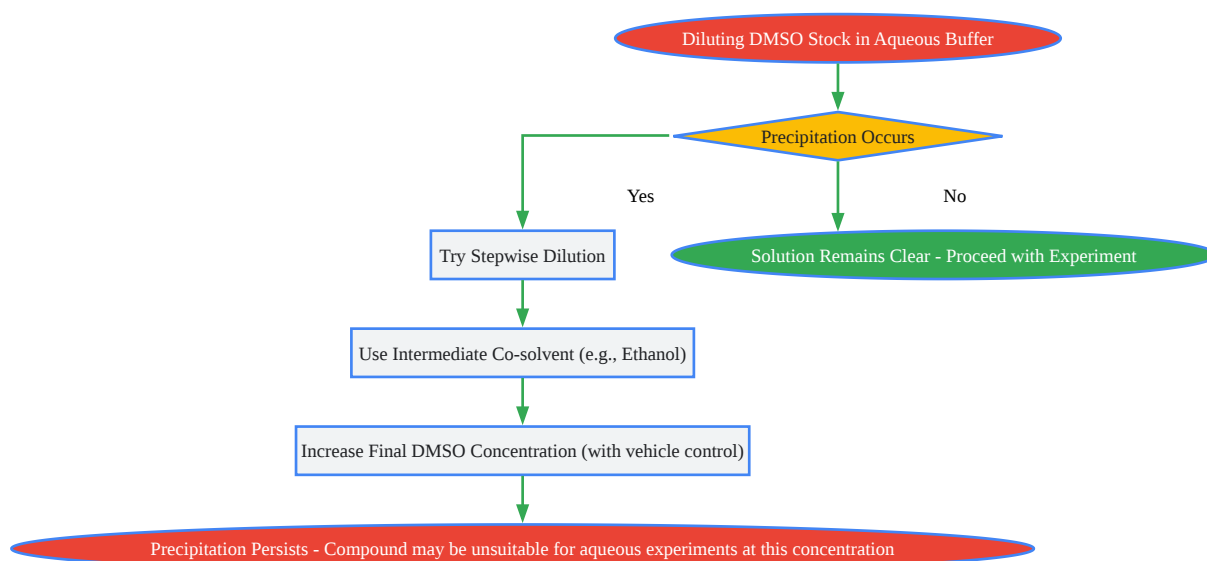 Diluting DMSO Stock in Aqueous Buffer
Precipitation Occurs
Yes
No
Try Stepwise Dilution
Solution Remains Clear - Proceed with Experiment
Use Intermediate Co-solvent (e.g., Ethanol)
Increase Final DMSO Concentration (with vehicle control)
Precipitation Persists - Compound may be unsuitable for aqueous experiments at this concentration